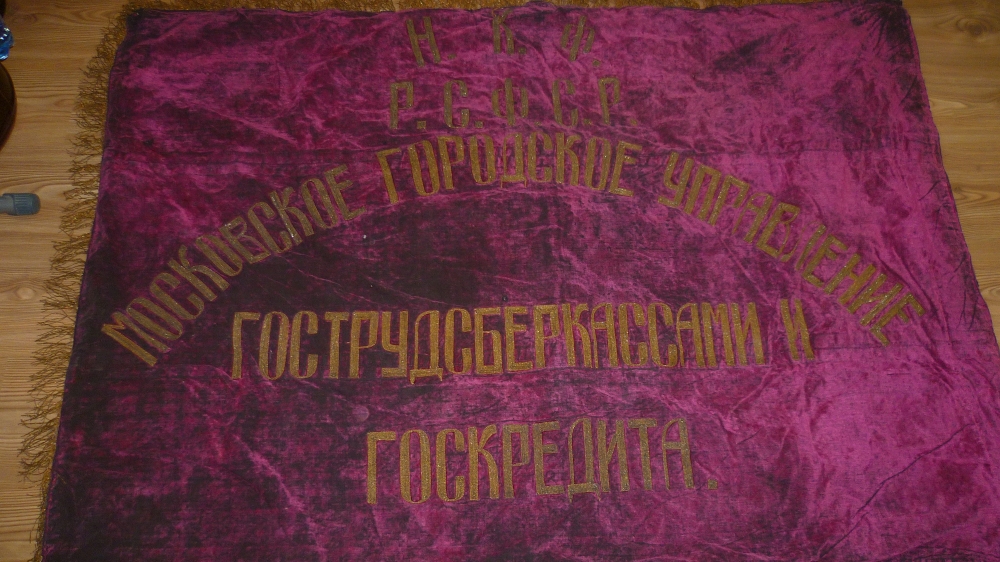 Н. К. Ф.
Р. С. Ф С. Р.
МОСКОВСКОЕ ГОРОДСКОЕ УПРАВЛЕНИЕ
ГОСТРУДСБЕРКАССАМИ И
ГОСКРЕДИТА.